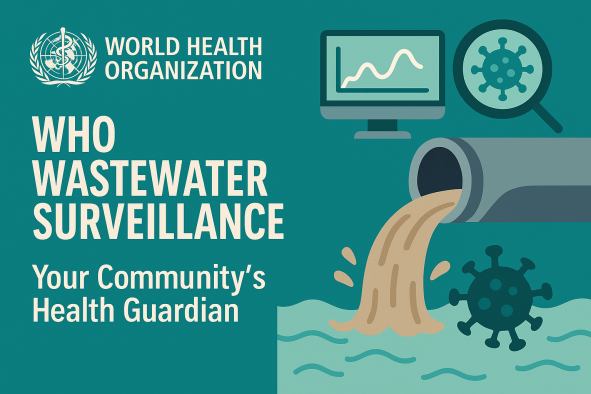 WORLD HEALTH
ORGANIZATION
WHO
WASTEWATER
SURVEILLANCE
Your Community's
Health Guardian